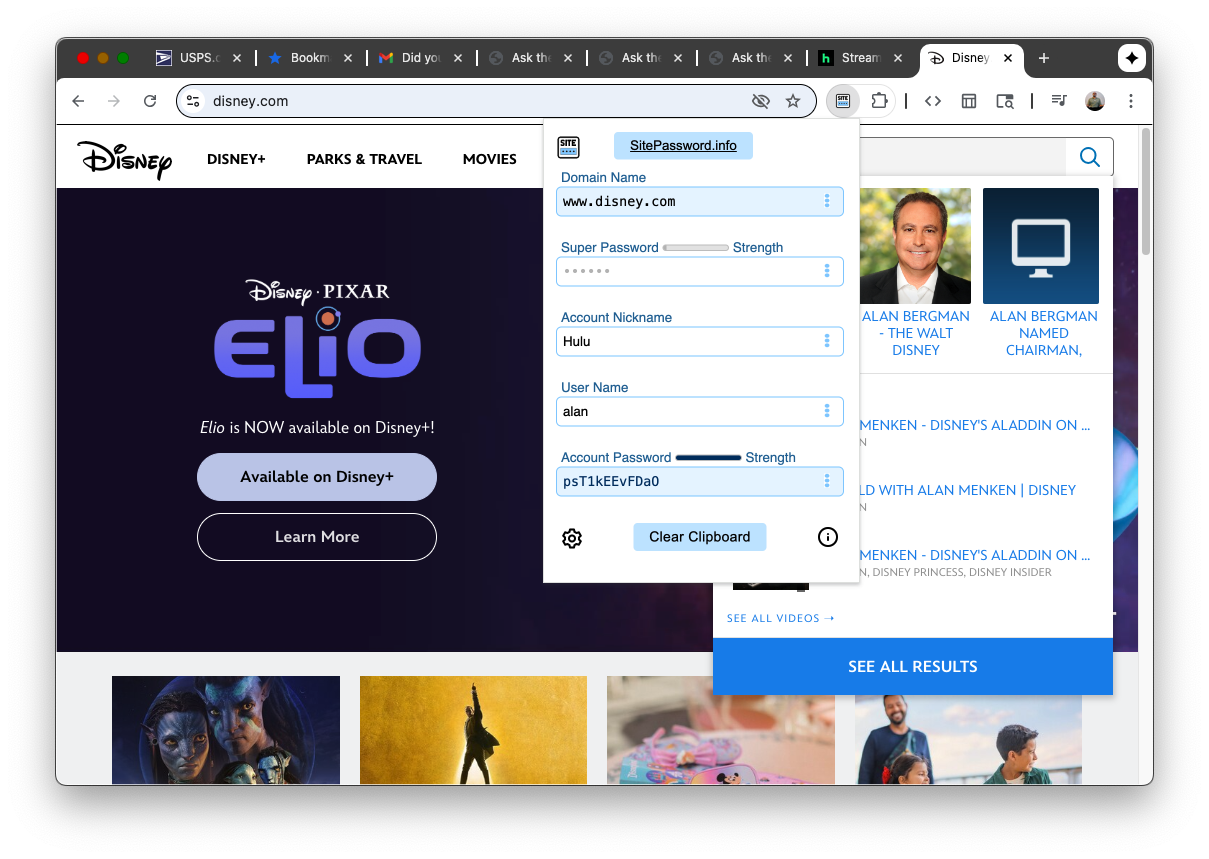 USPS.c
Bookm
Did you
Ask the
Ask the
Ask the
h
Stream
Disney
disney.com
SITE
SITE
SitePassword.info
Domain Name
www.disney.com
Super Password
Strength
••••••
Account Nickname
Hulu
User Name
alan
Account Password
Strength
psT1kEEvFDaO
Clear Clipboard
Disney
DISNEY+
PARKS & TRAVEL
MOVIES
ALAN BERGMAN
- THE WALT
DISNEY
ALAN BERGMAN
NAMED
CHAIRMAN,
MENKEN - DISNEY'S ALADDIN ON ...
N
LD WITH ALAN MENKEN | DISNEY
N
MENKEN - DISNEY'S ALADDIN ON ...
N, DISNEY PRINCESS, DISNEY INSIDER
SEE ALL VIDEOS ➝
SEE ALL RESULTS
Disney · PIXAR
ELIO
Elio is NOW available on Disney+!
Available on Disney+
Learn More